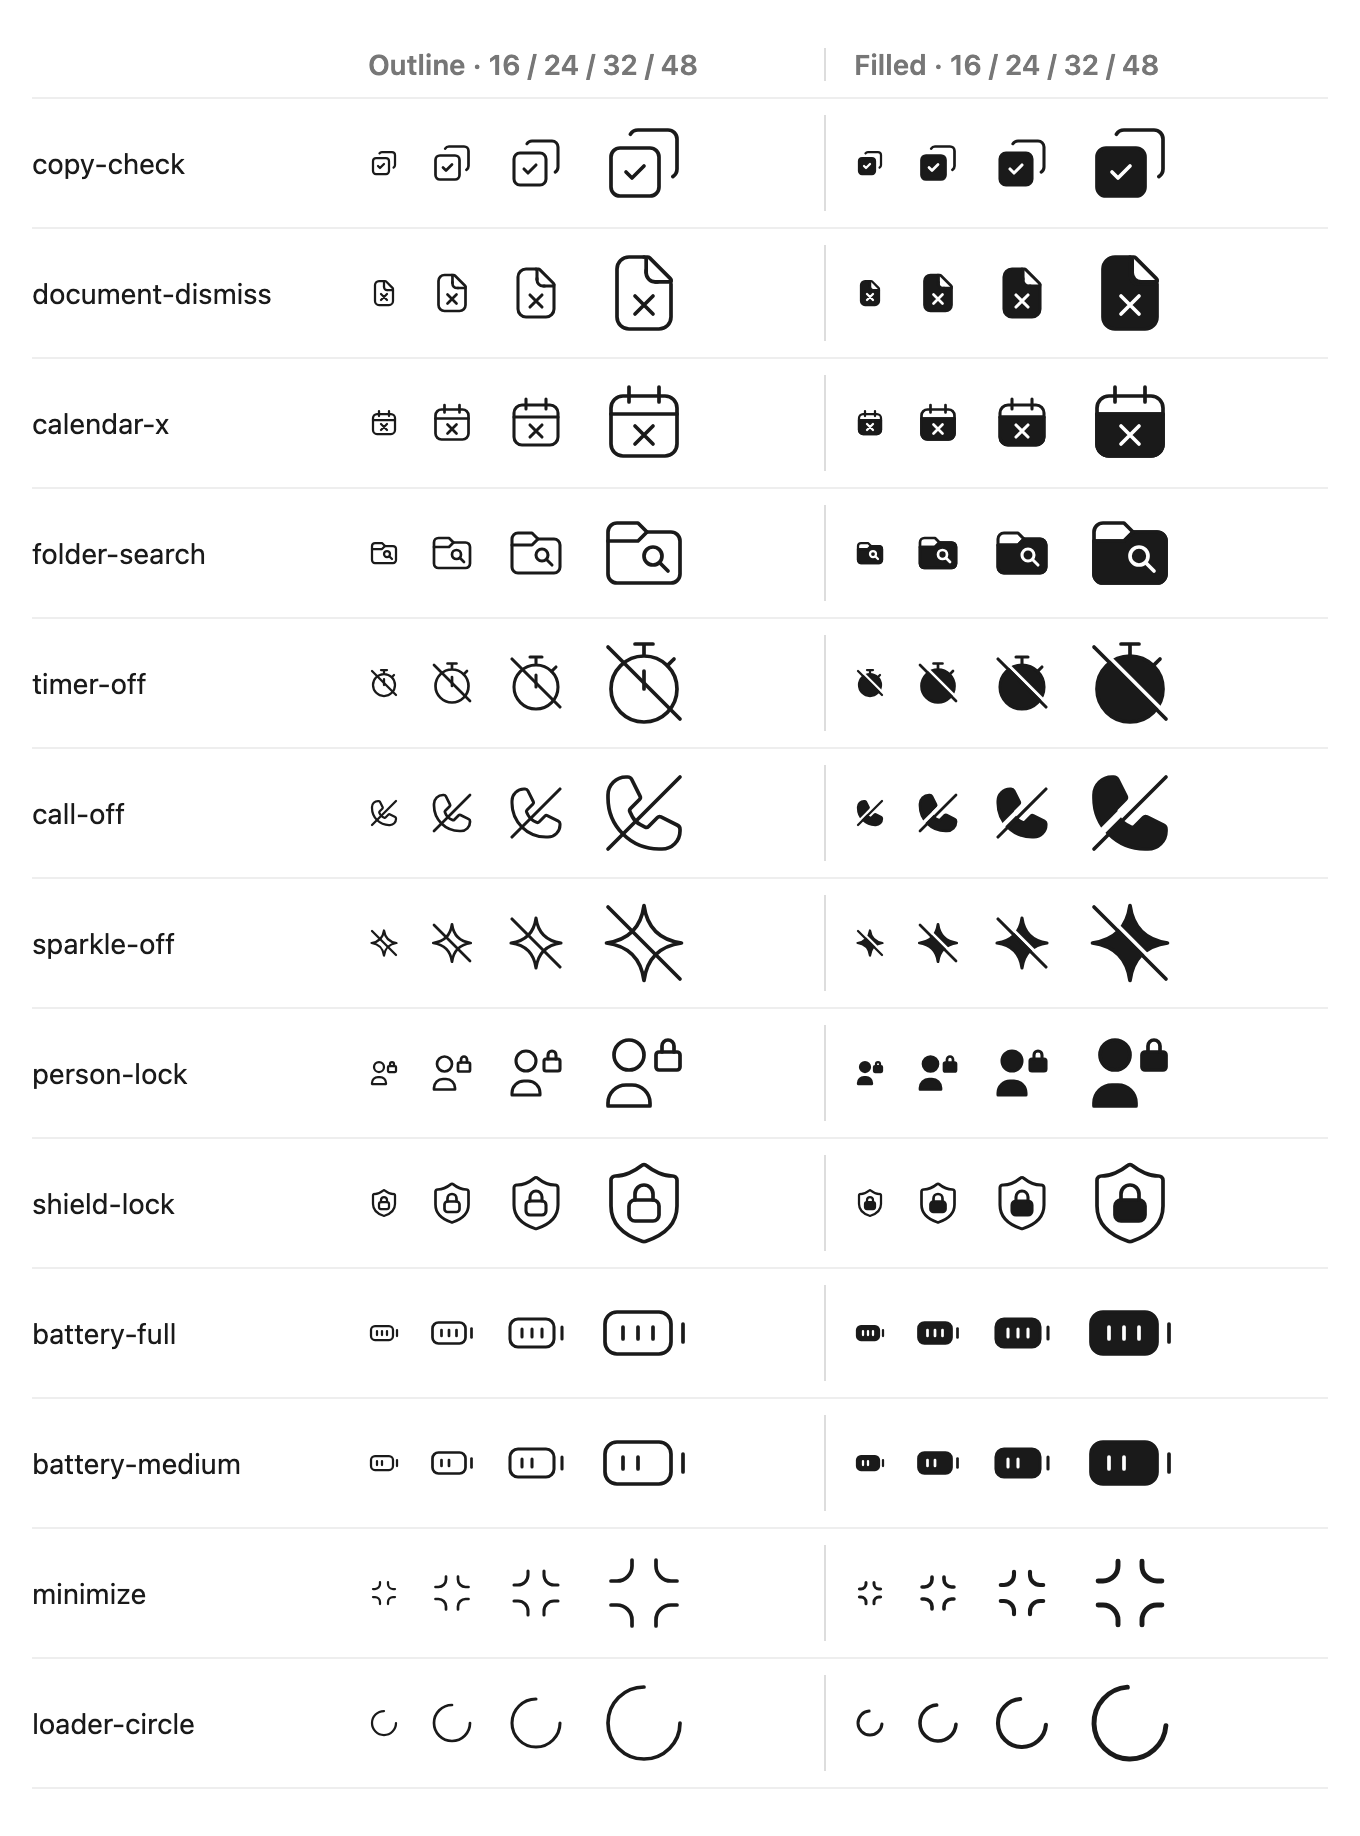 Outline · 16 / 24 / 32 / 48
Filled · 16 / 24 / 32 / 48
copy-check
document-dismiss
calendar-x
folder-search
timer-off
call-off
sparkle-off
person-lock
shield-lock
battery-full
battery-medium
minimize
loader-circle